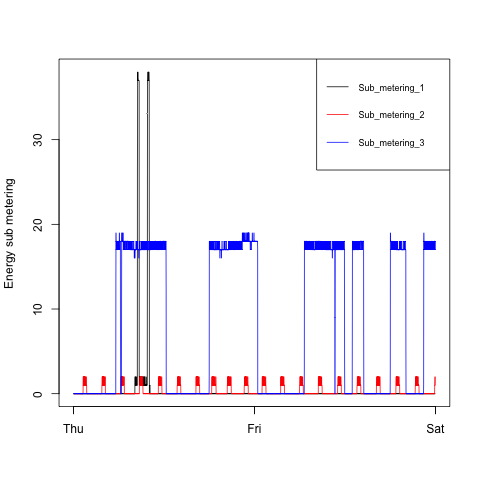 Sub_metering_1
Sub_metering_2
Sub_metering_3
Energy sub metering
30
20
10
0
Thu Fri Sat